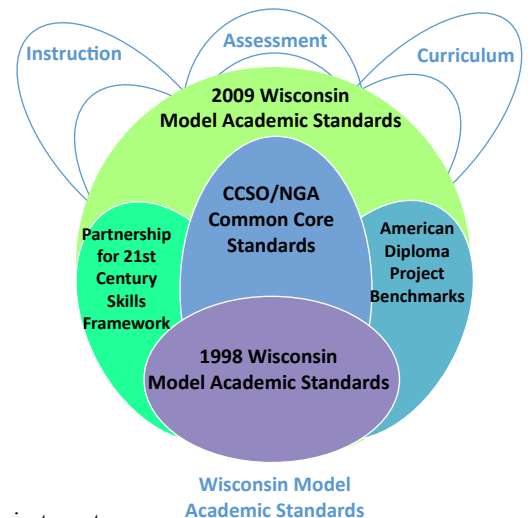 Instruction
Assessment
Curriculum
2009 Wisconsin
Model Academic Standards
CCSO/NGA
Common Core
Standards
Partnership
for 21st
Century
Skills
Framework
American
Diploma
Project
Benchmarks
1998 Wisconsin
Model Academic Standards
Wisconsin Model
Academic Standards